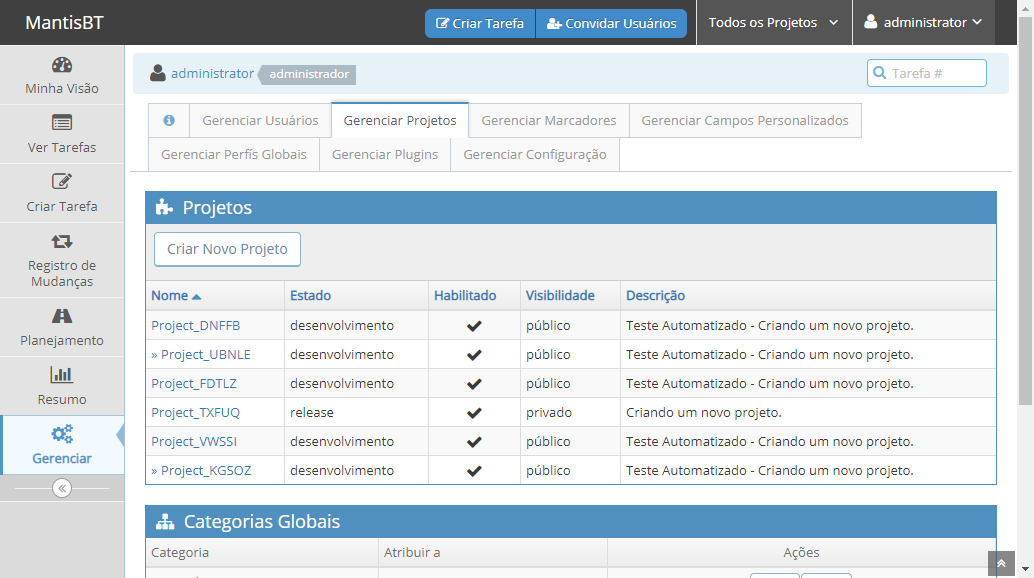 MantisBT
Criar Tarefa
Convidar Usuários
Todos os Projetos
administrator
Minha Visão
Ver Tarefas
Criar Tarefa
Registro de
Mudanças
Planejamento
Resumo
Gerenciar
administrator administrador
Tarefa #
Gerenciar Usuários Gerenciar Projetos Gerenciar Marcadores Gerenciar Campos Personalizados
Gerenciar Perfís Globais Gerenciar Plugins Gerenciar Configuração
Projetos
Criar Novo Projeto
Nome Estado Habilitado Visibilidade Descrição
Project_DNFFB desenvolvimento público Teste Automatizado - Criando um novo projeto.
» Project_UBNLE desenvolvimento público Teste Automatizado - Criando um novo projeto.
Project_FDTLZ desenvolvimento público Teste Automatizado - Criando um novo projeto.
Project_TXFUQ release privado Criando um novo projeto.
Project_VWSSI desenvolvimento público Teste Automatizado - Criando um novo projeto.
» Project_KGSOZ desenvolvimento público Teste Automatizado - Criando um novo projeto.
Categorias Globais
Categoria Atribuir a Ações